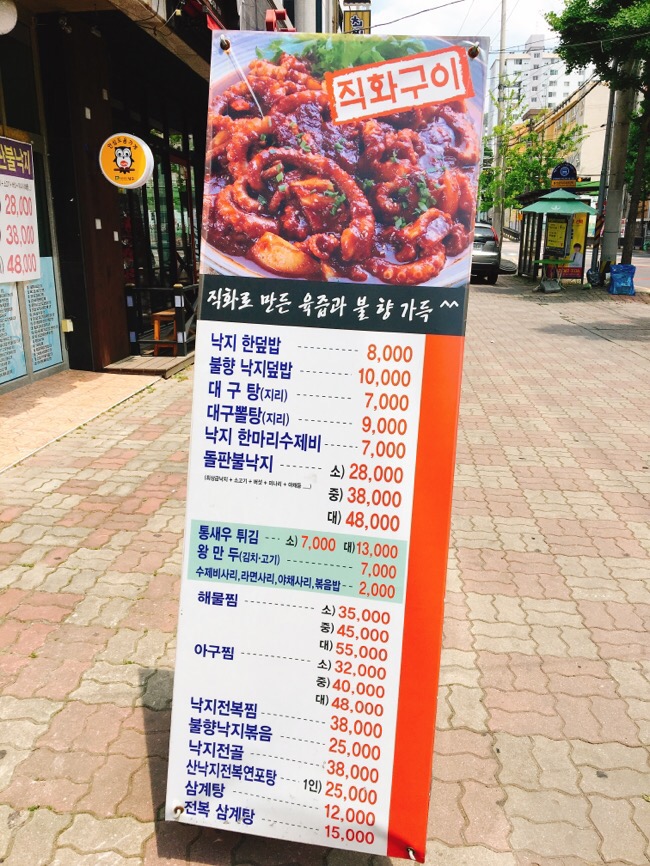 직화구이
직화로 만든 육즙과 불 향 가득 ^^
낙지 한덮밥 8,000
불향 낙지덮밥 10,000
대 구 탕(지리) 7,000
대구뽈탕(지리) 9,000
낙지 한마리수제비 7,000
돌판불낙지 소) 28,000
중) 38,000
대) 48,000
통새우 튀김 소) 7,000 대) 13,000
왕 만 두(김치·고기) 7,000
수제비사리,라면사리,야채사리,볶음밥 2,000
해물찜 소) 35,000
중) 45,000
대) 55,000
아구찜 소) 32,000
중) 40,000
대) 48,000
낙지전복찜 38,000
불향낙지볶음 25,000
낙지전골 38,000
산낙지전복연포탕 1인) 25,000
삼계탕 12,000
전복 삼계탕 15,000
불낙지
28,000
38,000
48,000